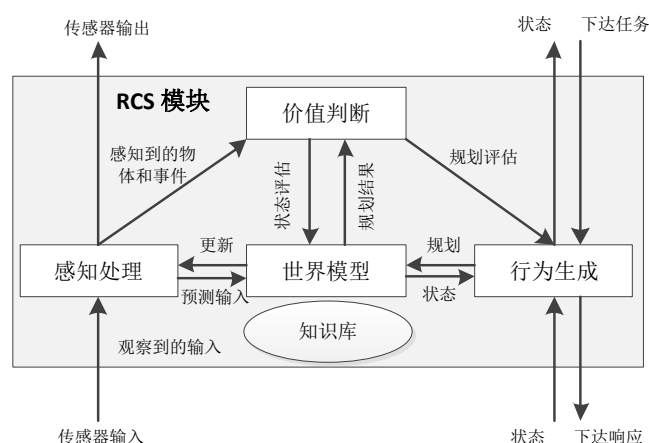 传感器输出
状态
下达任务
RCS 模块
价值判断
感知到的物
体和事件
状态评估
规划结果
规划评估
感知处理
更新
预测输入
世界模型
规划
状态
行为生成
知识库
观察到的输入
传感器输入
状态
下达响应